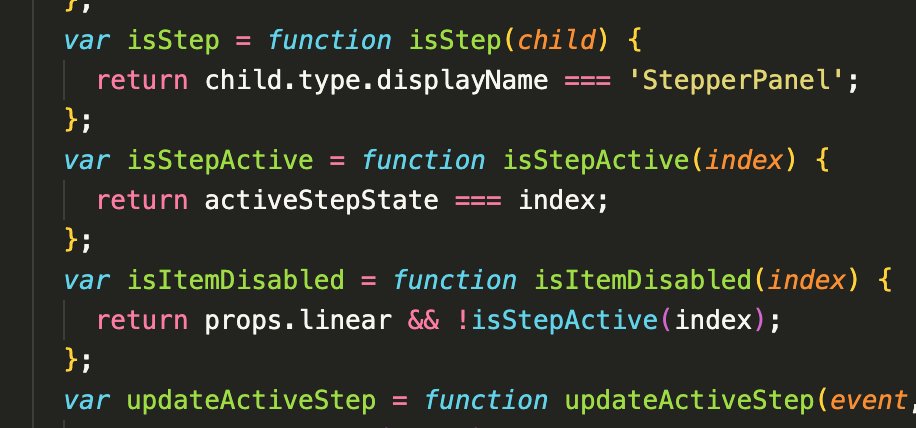 };
var isStep = function isStep(child) {
return child.type.displayName === 'StepperPanel';
};
var isStepActive = function isStepActive(index) {
return activeStepState === index;
};
var isItemDisabled = function isItemDisabled(index) {
return props.linear && !isStepActive(index);
};
var updateActiveStep = function updateActiveStep(event,